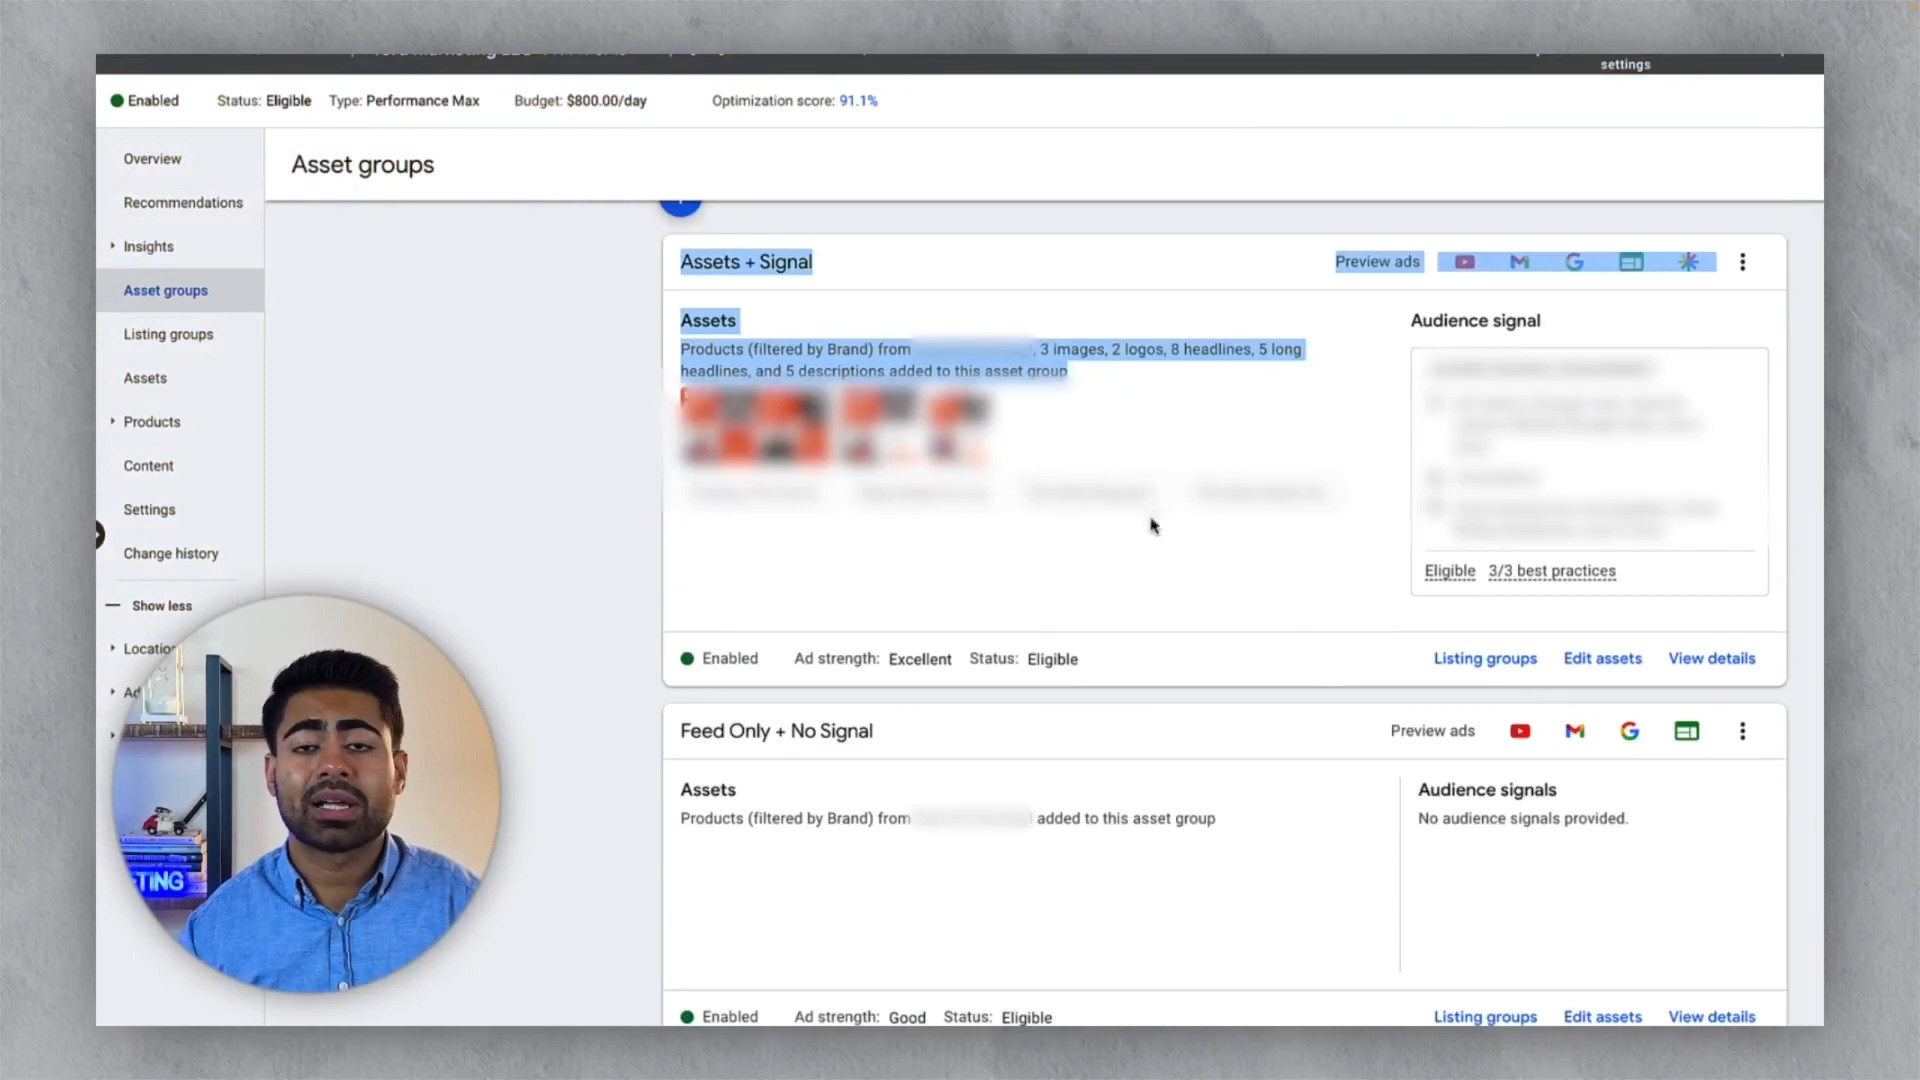 settings
Enabled Status: Eligible Type: Performance Max Budget: $800.00/day Optimization score: 91.1%
Overview
Recommendations
Insights
Asset groups
Listing groups
Assets
Products
Content
Settings
Change history
Show less
Asset groups
Assets + Signal Preview ads
Assets
Products (filtered by Brand) from , 3 images, 2 logos, 8 headlines, 5 long
headlines, and 5 descriptions added to this asset group
Audience signal
Eligible 3/3 best practices
Enabled Ad strength: Excellent Status: Eligible Listing groups Edit assets View details
Feed Only + No Signal Preview ads
Assets
Products (filtered by Brand) from added to this asset group
Audience signals
No audience signals provided.
Enabled Ad strength: Good Status: Eligible Listing groups Edit assets View details